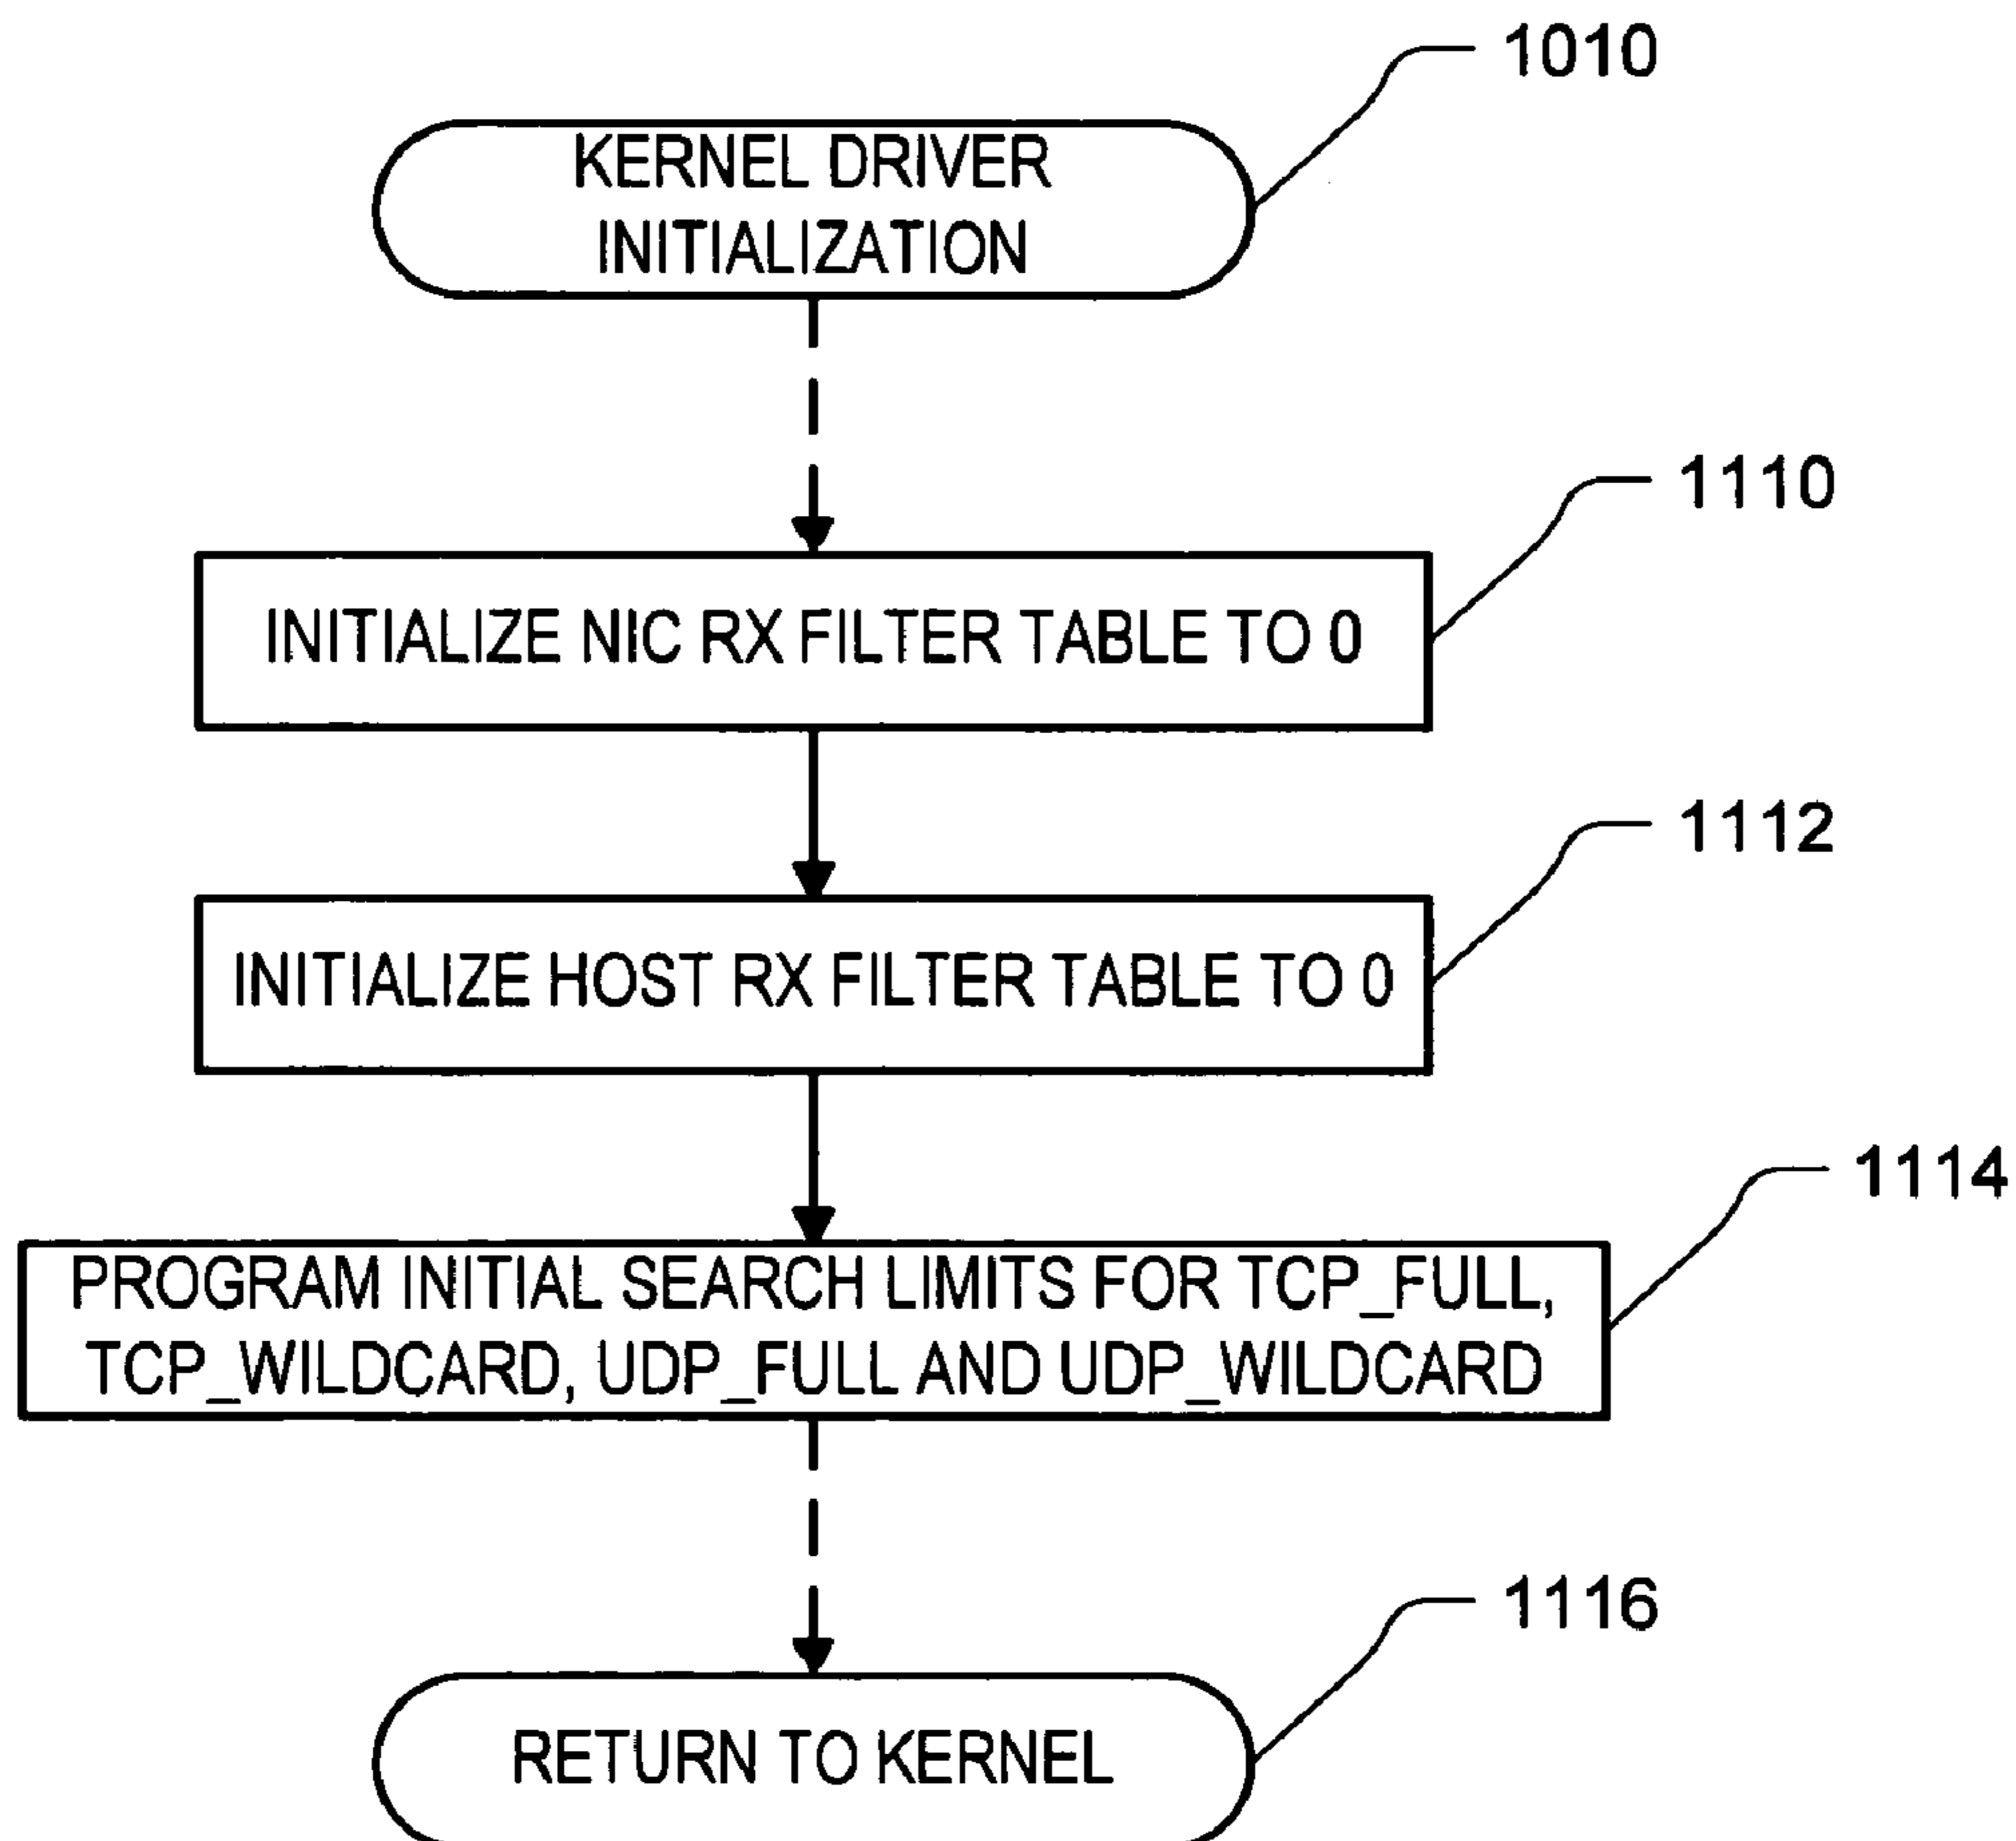 1010
KERNEL DRIVER
INITIALIZATION
1110
INITIALIZE NIC RX FILTER TABLE TO 0
1112
INITIALIZE HOST RX FILTER TABLE TO 0
1114
PROGRAM INITIAL SEARCH LIMITS FOR TCP_FULL,
TCP_WILDCARD, UDP_FULL AND UDP_WILDCARD
1116
RETURN TO KERNEL